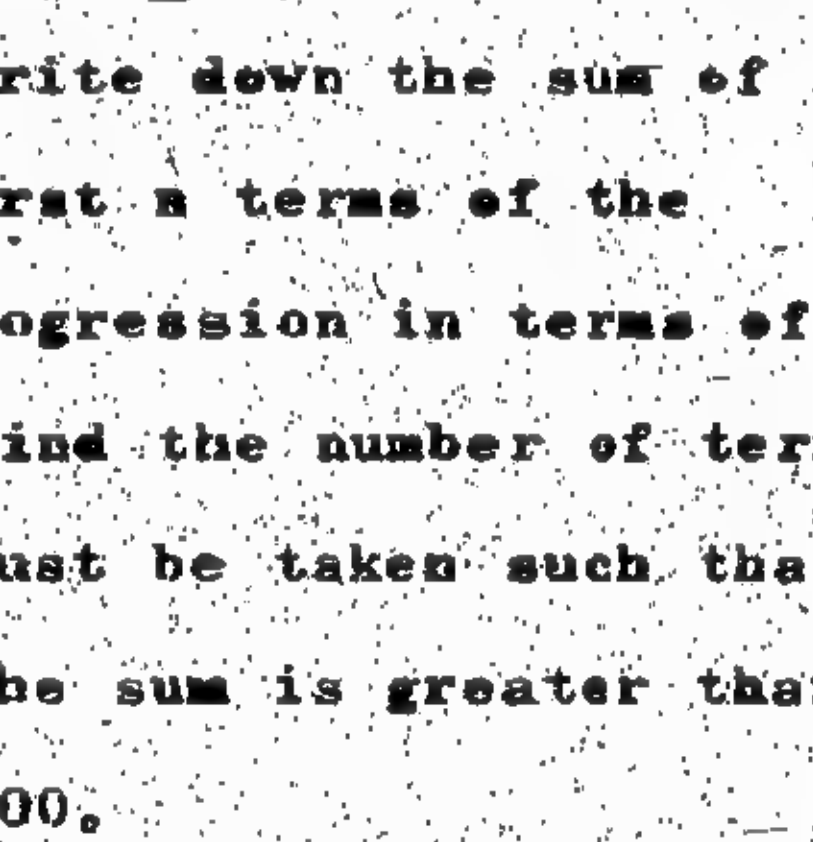 rite down the sum of
rst n terms of the
ogression in terms of
ind the number of ter
ust be taken such tha
he sum is greater tha
00.